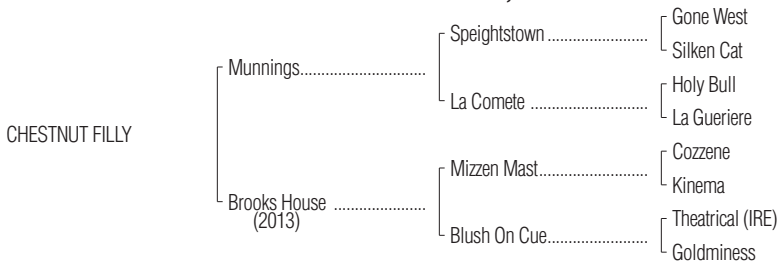 Gone West
Speightstown
Silken Cat
Munnings
Holy Bull
La Comete
La Gueriere
CHESTNUT FILLY
Cozzene
Mizzen Mast
Kinema
Brooks House
(2013)
Theatrical (IRE)
Blush On Cue
Goldminess